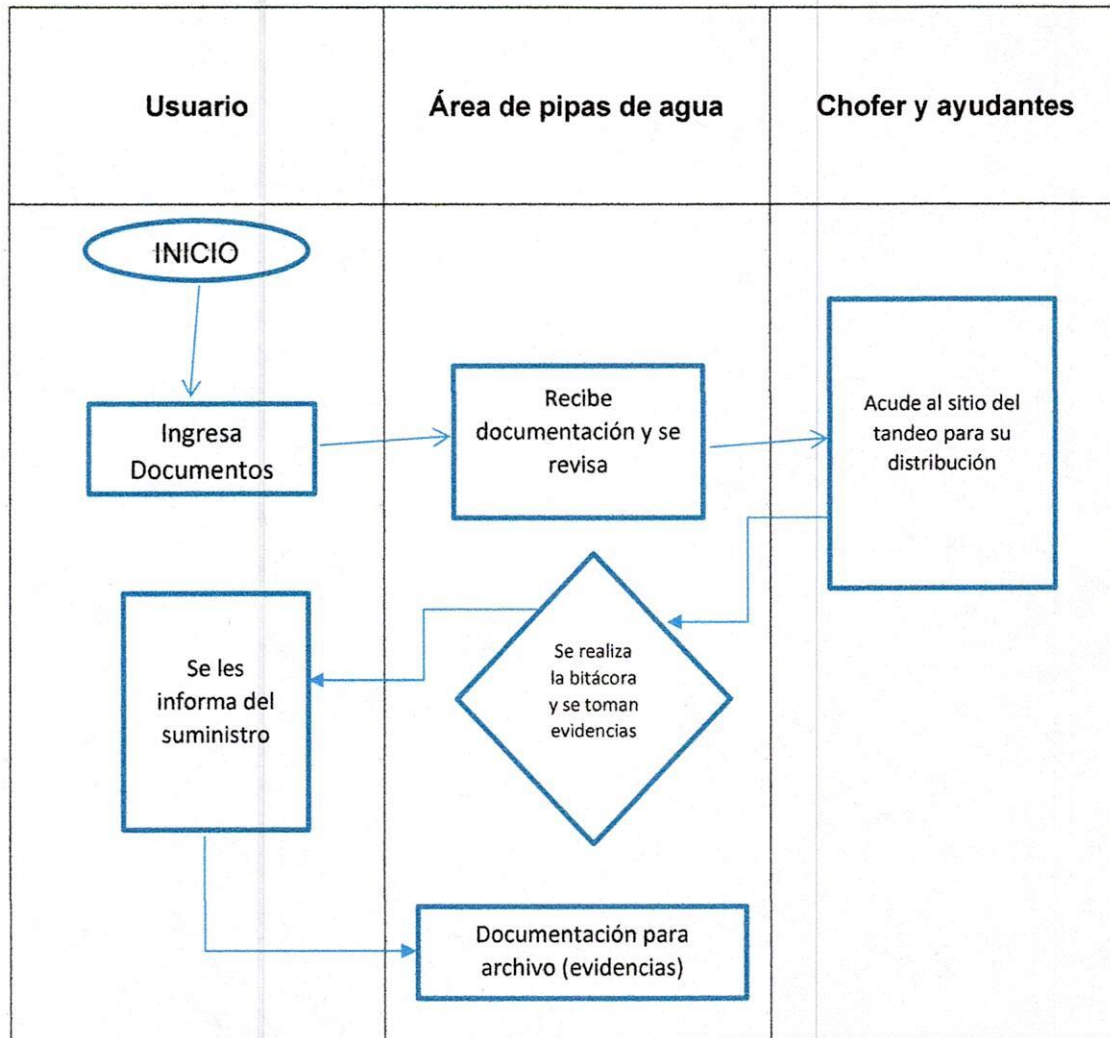 Usuario
Área de pipas de agua
Chofer y ayudantes
INICIO
Ingresa
Documentos
Recibe
documentación y se
revisa
Acude al sitio del
tandeo para su
distribución
Se realiza
la bitácora
y se toman
evidencias
Se les
informa del
suministro
Documentación para
archivo (evidencias)